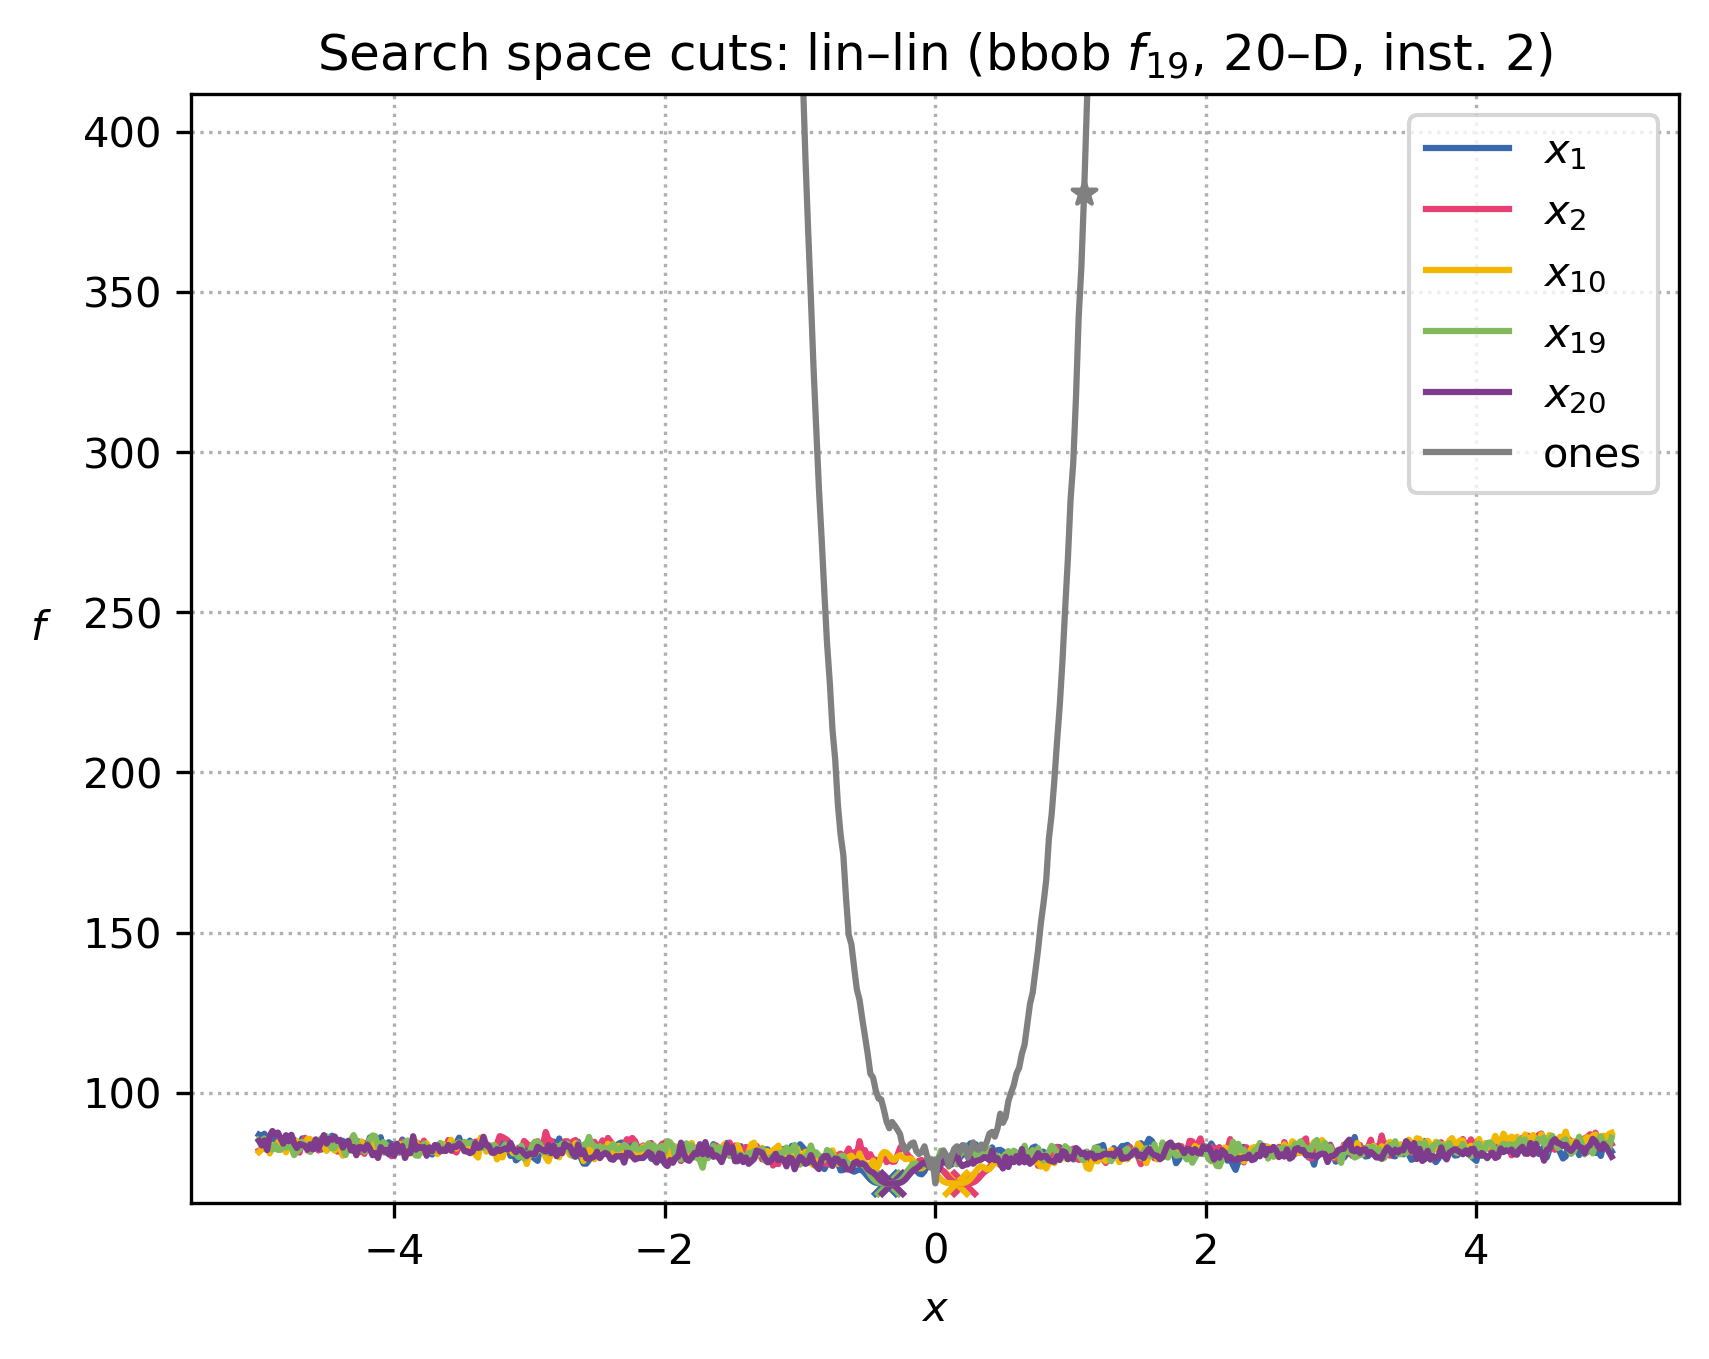 Search space cuts: lin–lin (bbob f₁₉, 20–D, inst. 2)
400
350
300
250
200
150
100
f
−4
−2
0
2
4
x
x₁
x₂
x₁₀
x₁₉
x₂₀
ones